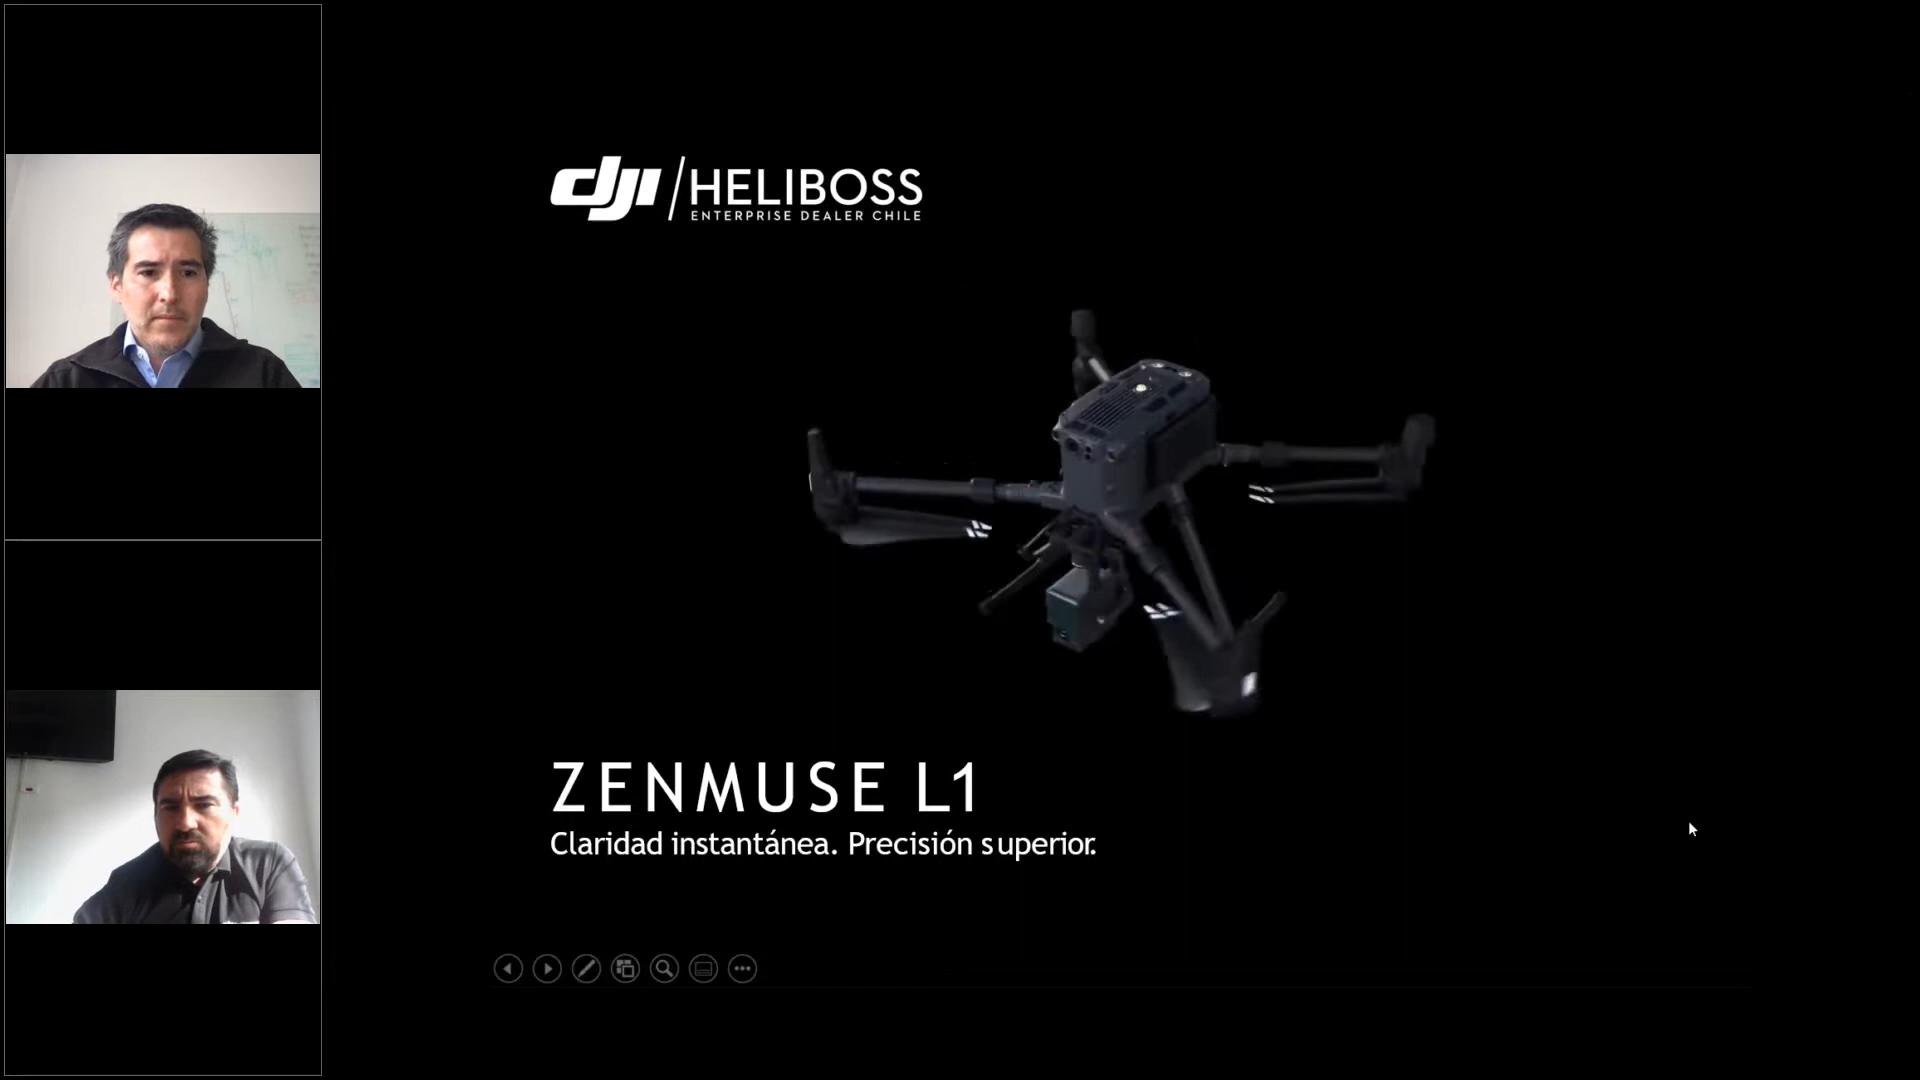 dji HELIBOSS
ENTERPRISE DEALER CHILE
ZENMUSE L1
Claridad instantánea. Precisión superior.